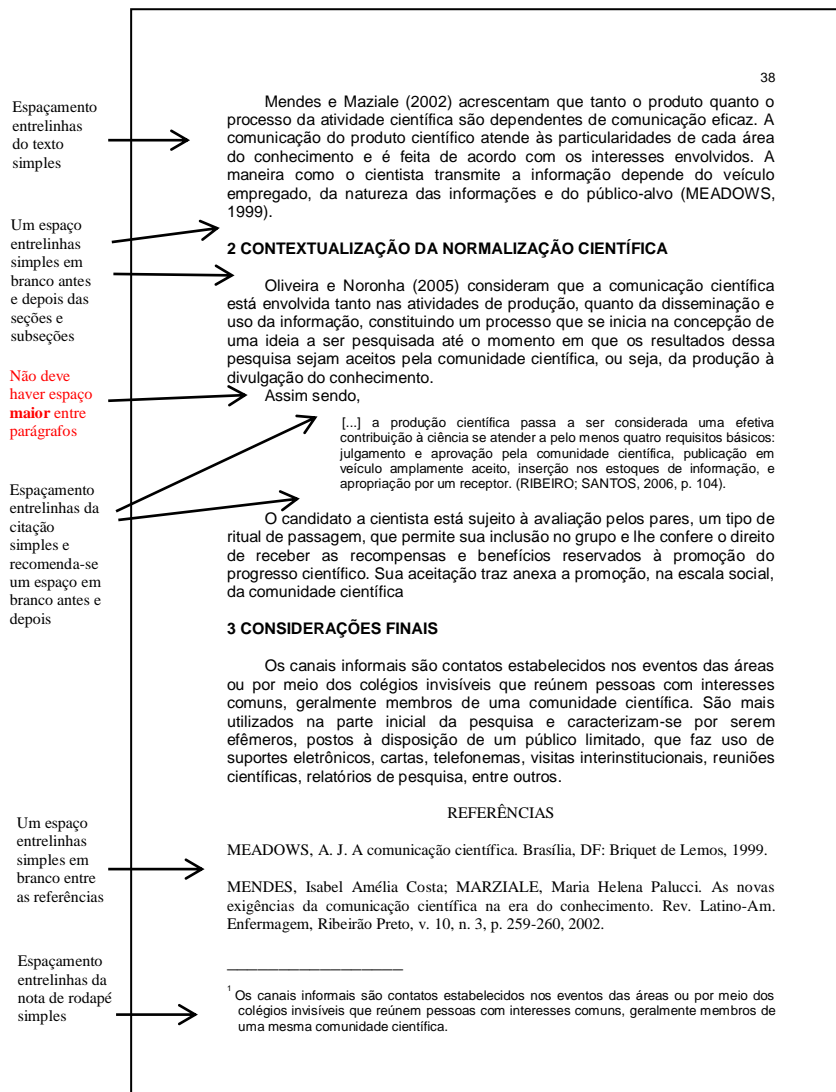 38
Espaçamento
entrelinhas
do texto
simples
Mendes e Maziale (2002) acrescentam que tanto o produto quanto o
processo da atividade científica são dependentes de comunicação eficaz. A
comunicação do produto científico atende às particularidades de cada área
do conhecimento e é feita de acordo com os interesses envolvidos. A
maneira como o cientista transmite a informação depende do veículo
empregado, da natureza das informações e do público-alvo (MEADOWS,
1999).
Um espaço
entrelinhas
simples em
branco antes
e depois das
seções e
subseções
2 CONTEXTUALIZAÇÃO DA NORMALIZAÇÃO CIENTÍFICA
Oliveira e Noronha (2005) consideram que a comunicação científica
está envolvida tanto nas atividades de produção, quanto da disseminação e
uso da informação, constituindo um processo que se inicia na concepção de
uma ideia a ser pesquisada até o momento em que os resultados dessa
pesquisa sejam aceitos pela comunidade científica, ou seja, da produção à
divulgação do conhecimento.
Não deve
haver espaço
maior entre
parágrafos
Assim sendo,
[...] a produção científica passa a ser considerada uma efetiva
contribuição à ciência se atender a pelo menos quatro requisitos básicos:
julgamento e aprovação pela comunidade científica, publicação em
veículo amplamente aceito, inserção nos estoques de informação, e
apropriação por um receptor. (RIBEIRO; SANTOS, 2006, p. 104).
Espaçamento
entrelinhas da
citação
simples e
recomenda-se
um espaço em
branco antes e
depois
O candidato a cientista está sujeito à avaliação pelos pares, um tipo de
ritual de passagem, que permite sua inclusão no grupo e lhe confere o direito
de receber as recompensas e benefícios reservados à promoção do
progresso científico. Sua aceitação traz anexa a promoção, na escala social,
da comunidade científica
3 CONSIDERAÇÕES FINAIS
Os canais informais são contatos estabelecidos nos eventos das áreas
ou por meio dos colégios invisíveis que reúnem pessoas com interesses
comuns, geralmente membros de uma comunidade científica. São mais
utilizados na parte inicial da pesquisa e caracterizam-se por serem
efêmeros, postos à disposição de um público limitado, que faz uso de
suportes eletrônicos, cartas, telefonemas, visitas interinstitucionais, reuniões
científicas, relatórios de pesquisa, entre outros.
REFERÊNCIAS
Um espaço
entrelinhas
simples em
branco entre
as referências
MEADOWS, A. J. A comunicação científica. Brasília, DF: Briquet de Lemos, 1999.
MENDES, Isabel Amélia Costa; MARZIALE, Maria Helena Palucci. As novas
exigências da comunicação científica na era do conhecimento. Rev. Latino-Am.
Enfermagem, Ribeirão Preto, v. 10, n. 3, p. 259-260, 2002.
Espaçamento
entrelinhas da
nota de rodapé
simples
1 Os canais informais são contatos estabelecidos nos eventos das áreas ou por meio dos
colégios invisíveis que reúnem pessoas com interesses comuns, geralmente membros de
uma mesma comunidade científica.